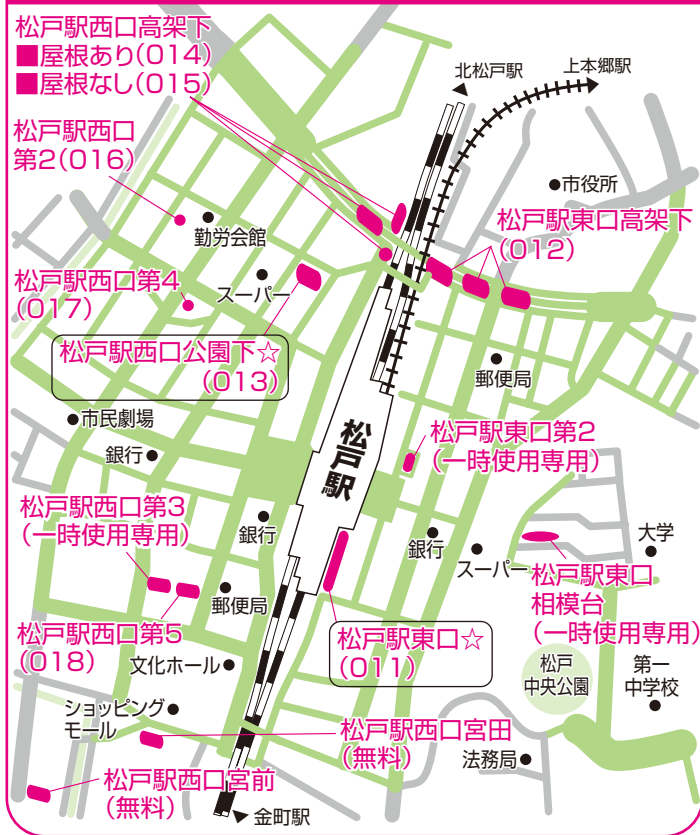 松戸駅西口高架下
■屋根あり(014)
■屋根なし(015)
北松戸駅
上本郷駅
松戸駅西口
第2(016)
市役所
勤労会館
松戸駅東口高架下
(012)
松戸駅西口第4
(017)
スーパー
松戸駅西口公園下☆
(013)
郵便局
市民劇場
銀行
松戸駅
松戸駅東口第2
(一時使用専用)
松戸駅西口第3
(一時使用専用)
銀行
銀行
スーパー
大学
松戸駅東口
相模台
(一時使用専用)
郵便局
松戸駅西口第5
(018)
松戸駅東口☆
(011)
文化ホール
松戸
中央公園
第一
中学校
ショッピング
モール
松戸駅西口宮田
(無料)
法務局
松戸駅西口宮前
(無料)
金町駅